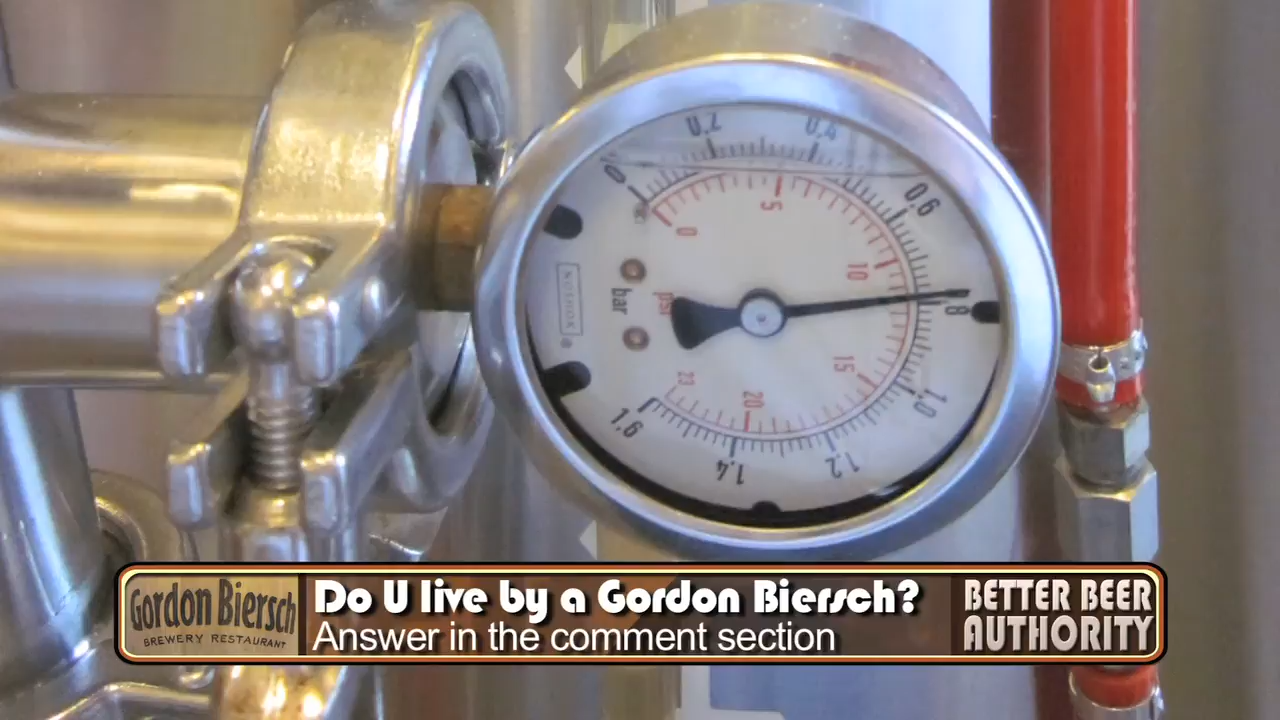 0
0.2
0.4
0.6
0.8
1.0
1.2
1.4
1.6
0
5
10
15
20
23
bar
psi
NOSHOK
Gordon Biersch
BREWERY RESTAURANT
Do U live by a Gordon Biersch?
Answer in the comment section
BETTER BEER
AUTHORITY